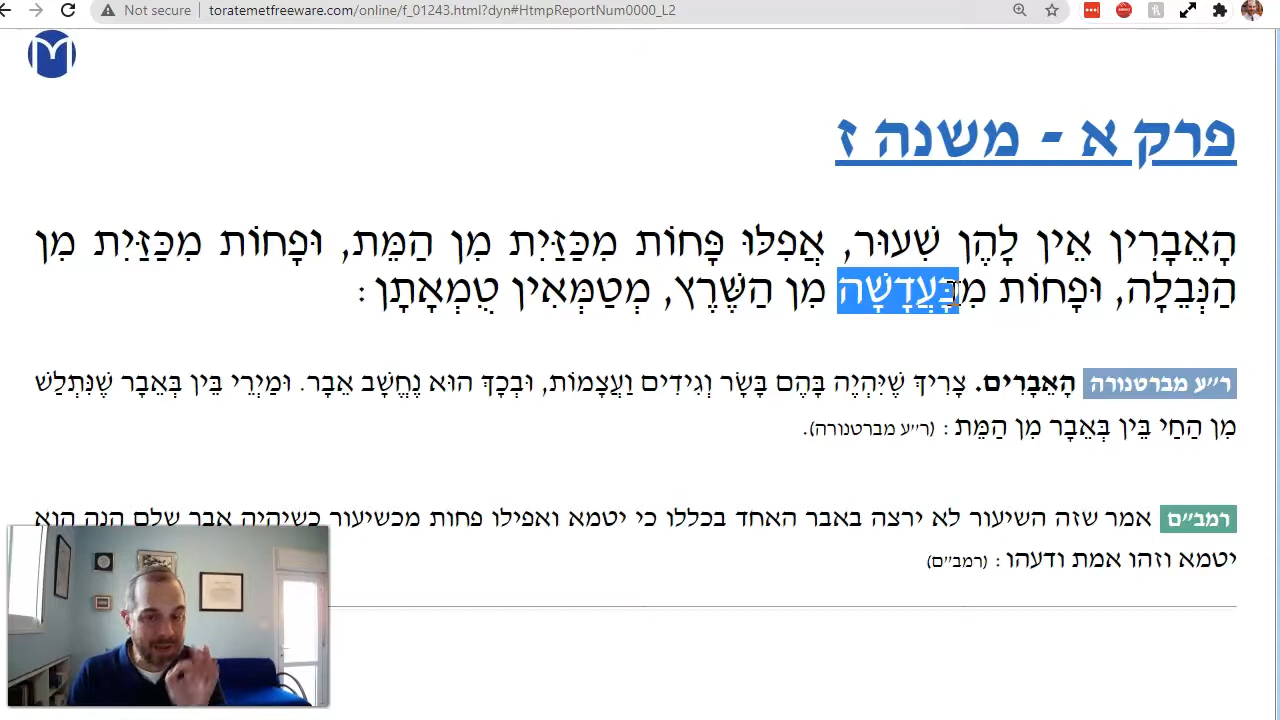 Not secure | toratemetfreeware.com/online/f_01243.html?dyn#HtmpReportNum0000_L2
פרק א - משנה ז
הָאֵבָרִין אֵין לָהֶן שִׁעוּר, אֲפִלּוּ פָּחוֹת מִכַּזַּיִת מִן הַמֵּת, וּפָחוֹת מִכַּזַּיִת מִן
הַנְּבֵלָה, וּפָחוֹת מִבָּעֲדָשָׁה מִן הַשֶּׁרֶץ, מְטַמְּאִין טֻמְאָתָן :
ר״ע מברטנורה הָאֵבָרִים. צָרִיךְ שֶׁיִּהְיֶה בָּהֶם בָּשָׂר וְגִידִים וַעֲצָמוֹת, וּבְכָךְ הוּא נֶחֱשָׁב אֵבָר. וּמַיְרֵי בֵּין בְּאֵבָר שֶׁנִּתְלַשׁ
מִן הַחַי בֵּין בְּאֵבָר מִן הַמֵּת : (ר״ע מברטנורה).
רמב״ם אמר שזה השיעור לא ירצה באבר האחד בכללו כי יטמא ואפילו פחות מכשיעור כשיהיה אבר שלם הנה הוא
יטמא וזהו אמת ודעהו : (רמב״ם)